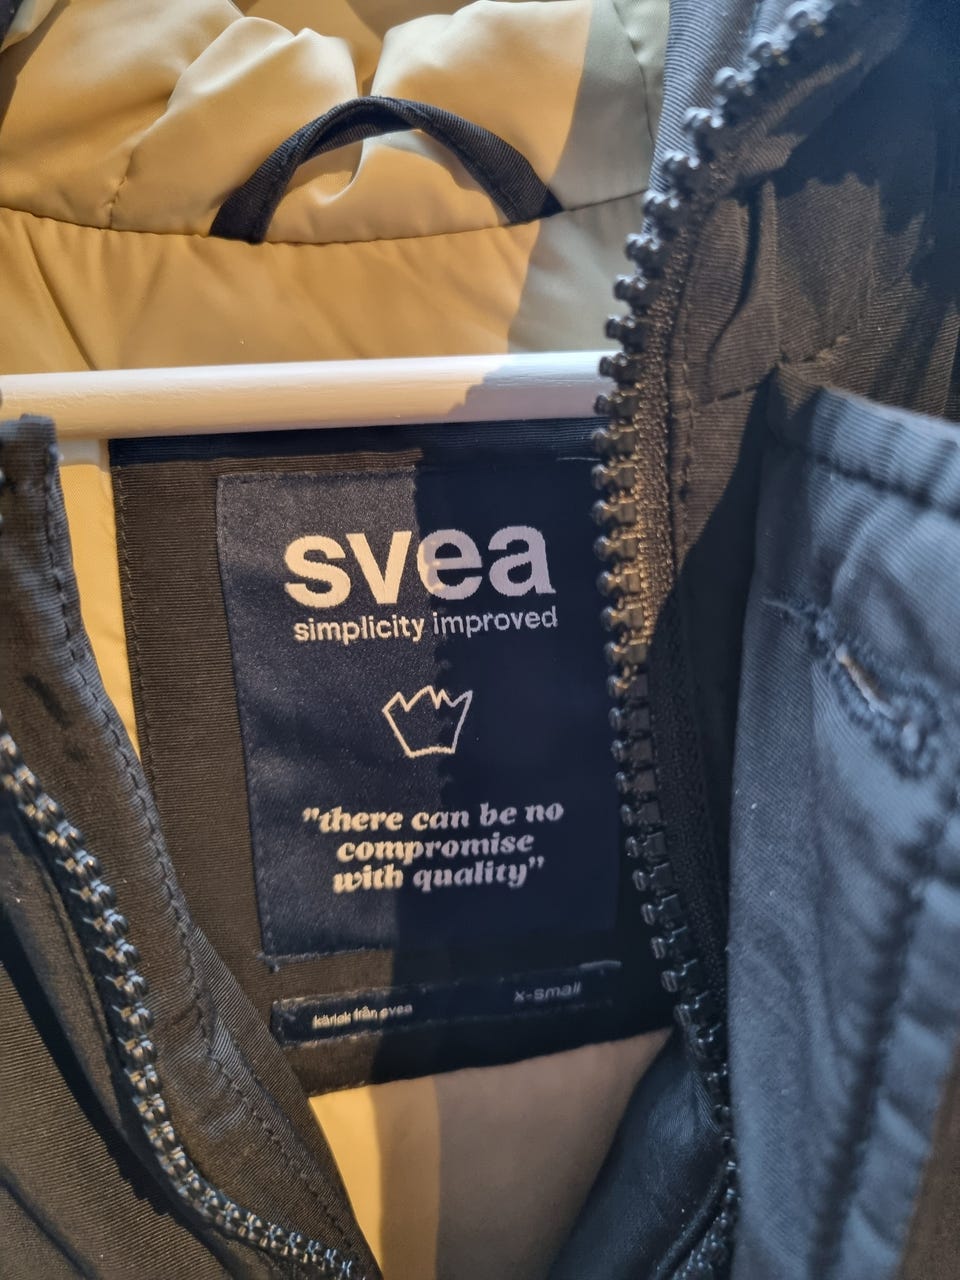 svea
simplicity improved
"there can be no
compromise
with quality"
kärlek från svea
x-small